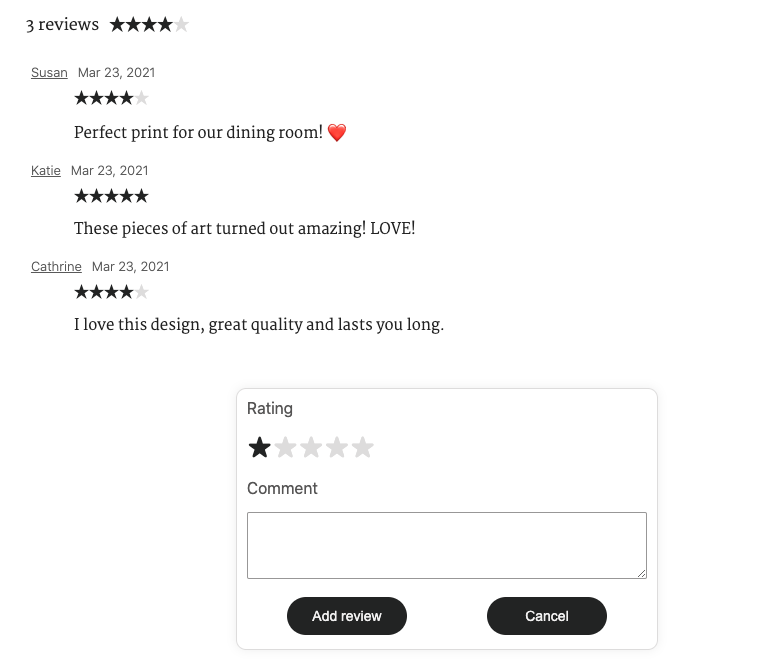 3 reviews ★★★★★
Susan Mar 23, 2021
★★★★★
Perfect print for our dining room! ❤️
Katie Mar 23, 2021
★★★★★
These pieces of art turned out amazing! LOVE!
Cathrine Mar 23, 2021
★★★★★
I love this design, great quality and lasts you long.
Rating
★★★★★
Comment
Add review Cancel